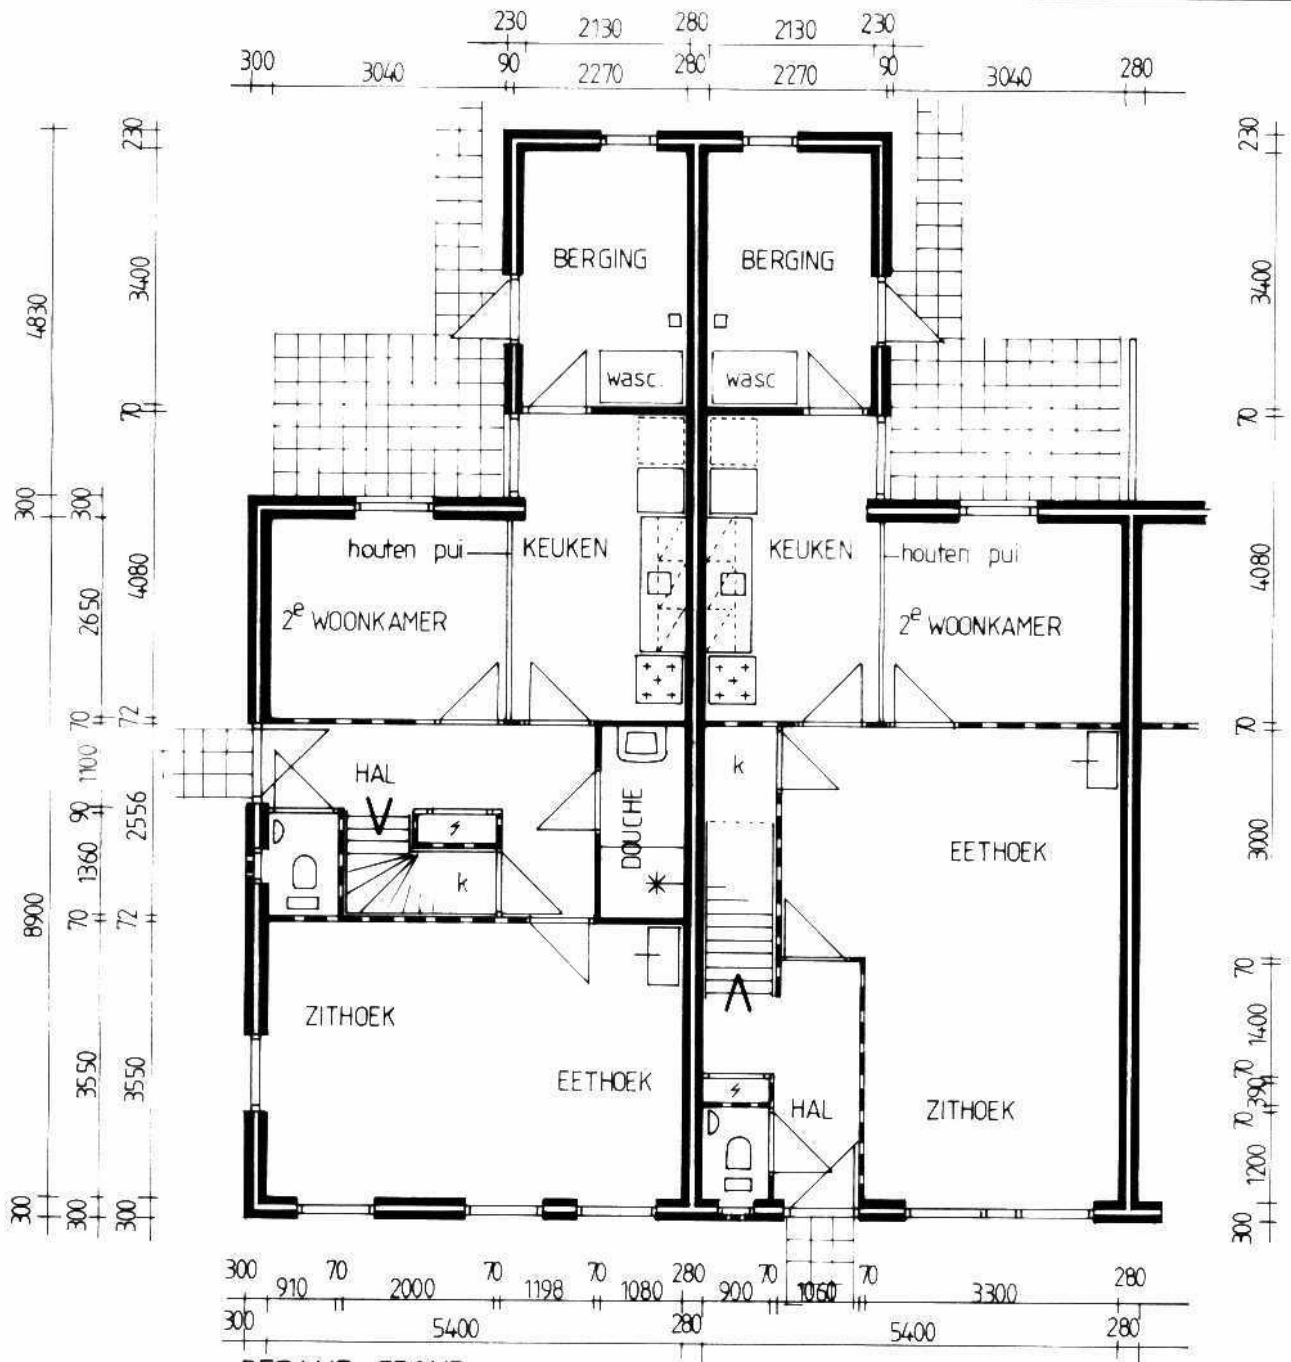 230 2130 280 2130 230
300 3040 90 2270 280 2270 90 3040 280
230 230
BERGING BERGING
3400 3400
4830
wasc. wasc
70 70
300 300
houten pui KEUKEN KEUKEN houten pui
4080 4080
2650
2e WOONKAMER 2e WOONKAMER
70 72 70
1100 HAL k
90 2556
DOUCHE
1360 k EETHOEK 3000
8900 70 72
70
ZITHOEK
1400
3550 3550 EETHOEK 70
390
HAL ZITHOEK 70
1200
300 300 300 300
300 910 70 2000 70 1198 70 1080 280 900 70 1060 70 3300 280
300 5400 280 5400 280